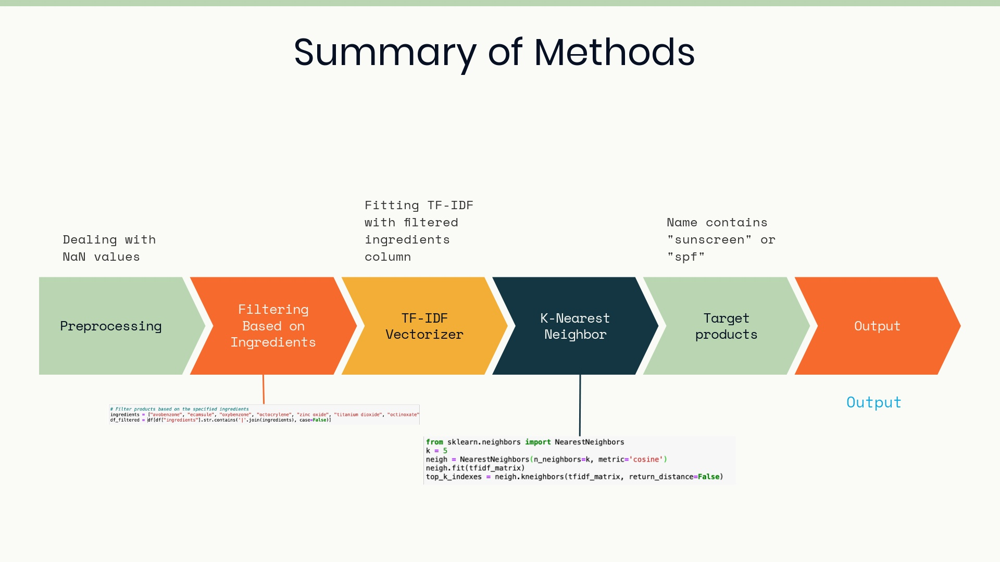 Summary of Methods
Dealing with
NaN values
Fitting TF-IDF
with filtered
ingredients
column
Name contains
"sunscreen" or
"spf"
Preprocessing
Filtering
Based on
Ingredients
TF-IDF
Vectorizer
K-Nearest
Neighbor
Target
products
Output
Output
# Filter products based on the specified ingredients
ingredients = ["avobenzone", "ecamsule", "oxybenzone", "octocrylene", "zinc oxide", "titanium dioxide", "octinoxate"
df_filtered = df[df["ingredients"].str.contains('|'.join(ingredients), case=False)]
from sklearn.neighbors import NearestNeighbors
k = 5
neigh = NearestNeighbors(n_neighbors=k, metric='cosine')
neigh.fit(tfidf_matrix)
top_k_indexes = neigh.kneighbors(tfidf_matrix, return_distance=False)